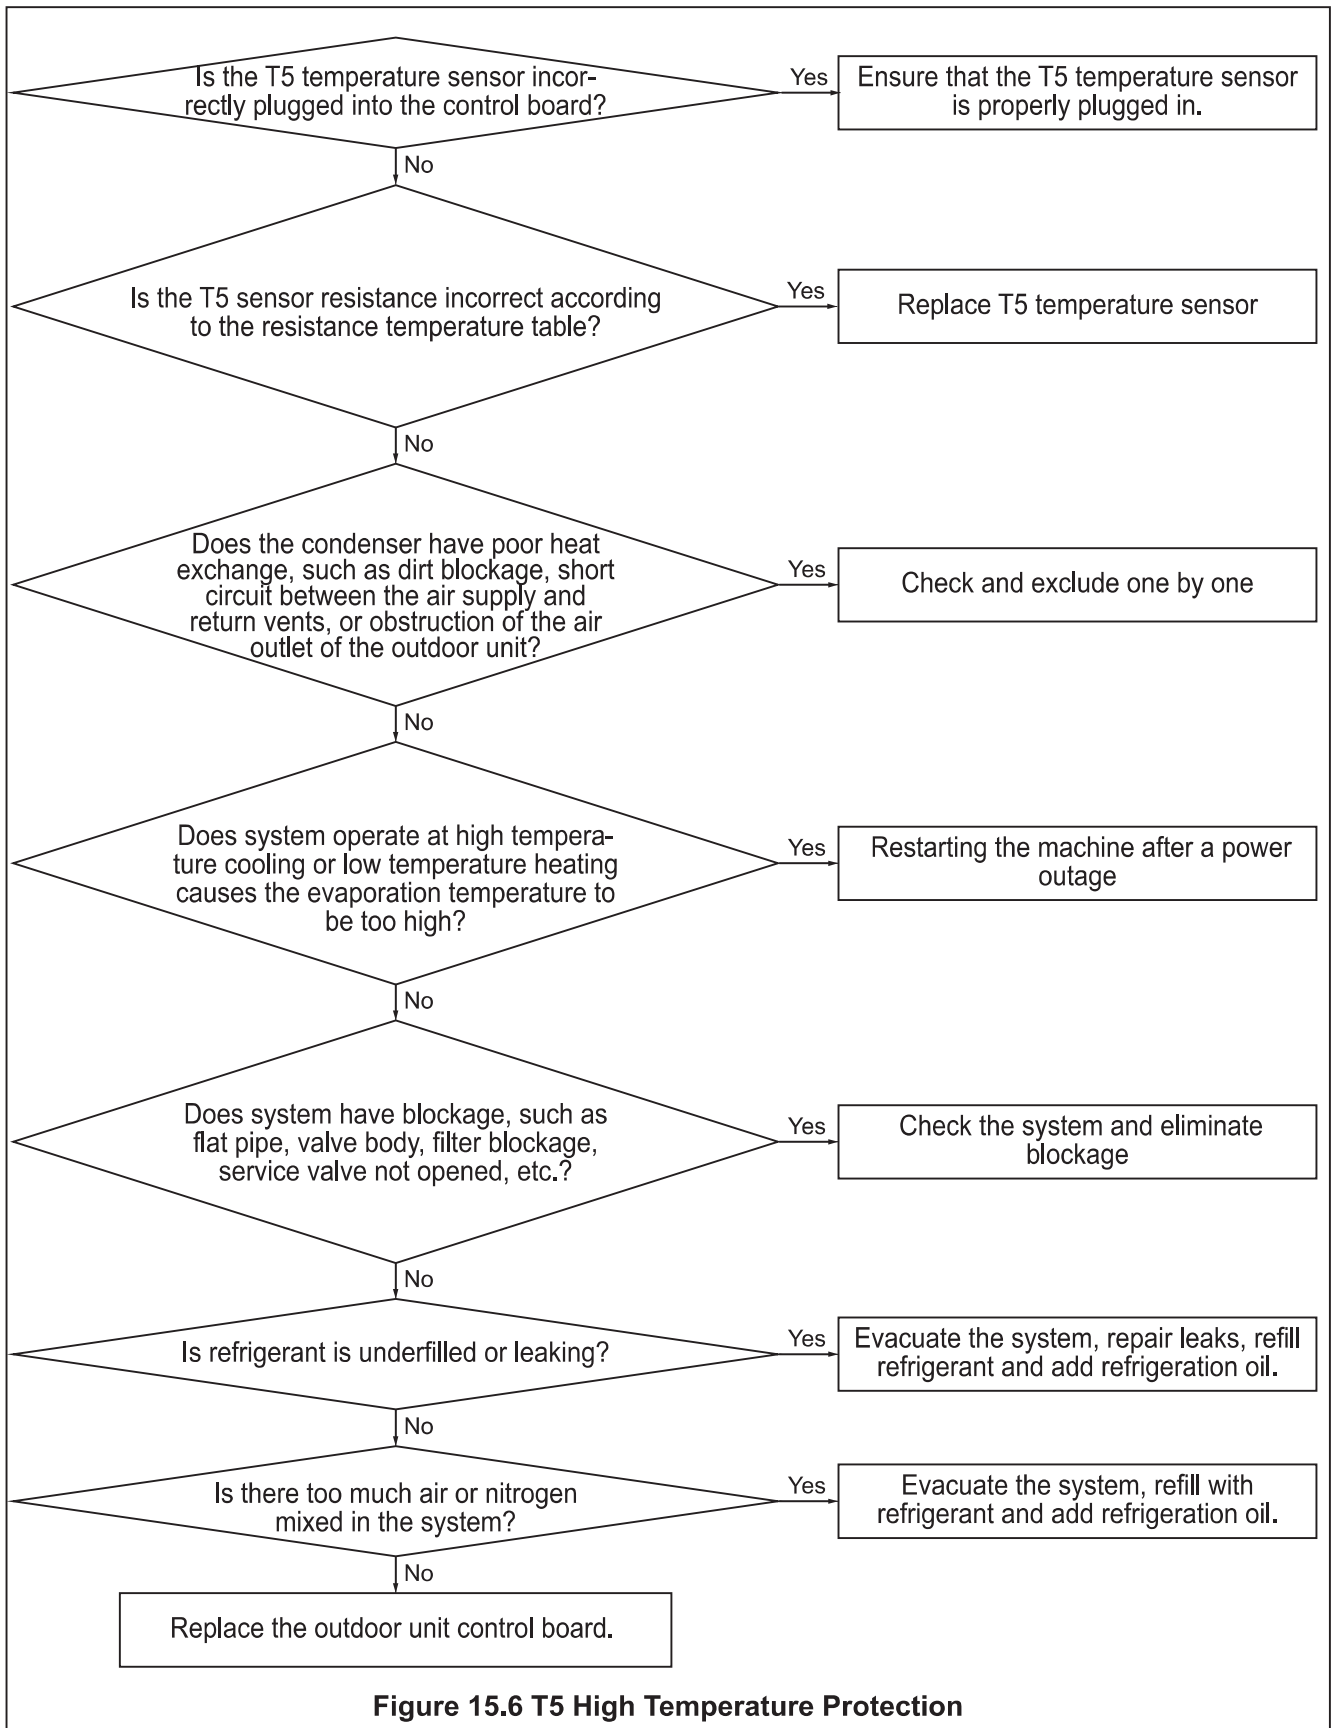 Is the T5 temperature sensor incor-
rectly plugged into the control board?
Yes
Ensure that the T5 temperature sensor
is properly plugged in.
No
Is the T5 sensor resistance incorrect according
to the resistance temperature table?
Yes
Replace T5 temperature sensor
No
Does the condenser have poor heat
exchange, such as dirt blockage, short
circuit between the air supply and
return vents, or obstruction of the air
outlet of the outdoor unit?
Yes
Check and exclude one by one
No
Does system operate at high tempera-
ture cooling or low temperature heating
causes the evaporation temperature to
be too high?
Yes
Restarting the machine after a power
outage
No
Does system have blockage, such as
flat pipe, valve body, filter blockage,
service valve not opened, etc.?
Yes
Check the system and eliminate
blockage
No
Is refrigerant is underfilled or leaking?
Yes
Evacuate the system, repair leaks, refill
refrigerant and add refrigeration oil.
No
Is there too much air or nitrogen
mixed in the system?
Yes
Evacuate the system, refill with
refrigerant and add refrigeration oil.
No
Replace the outdoor unit control board.
Figure 15.6 T5 High Temperature Protection